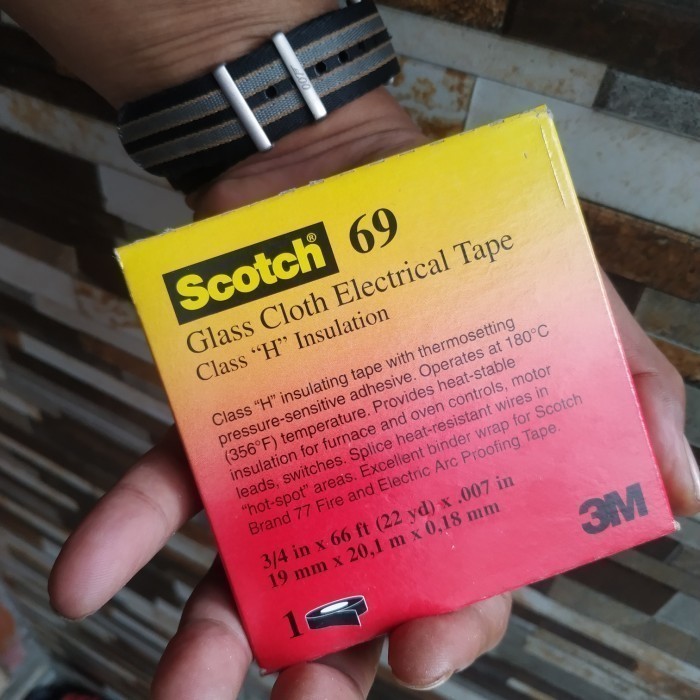 Scotch® 69
Glass Cloth Electrical Tape
Class "H" Insulation
Class "H" insulating tape with thermosetting
pressure-sensitive adhesive. Operates at 180°C
(356°F) temperature. Provides heat-stable
insulation for furnace and oven controls, motor
leads, switches. Splice heat-resistant wires in
"hot-spot" areas. Excellent binder wrap for Scotch
Brand 77 Fire and Electric Arc Proofing Tape.
3/4 in x 66 ft (22 yd) x .007 in
19 mm x 20,1 m x 0,18 mm
3M
1